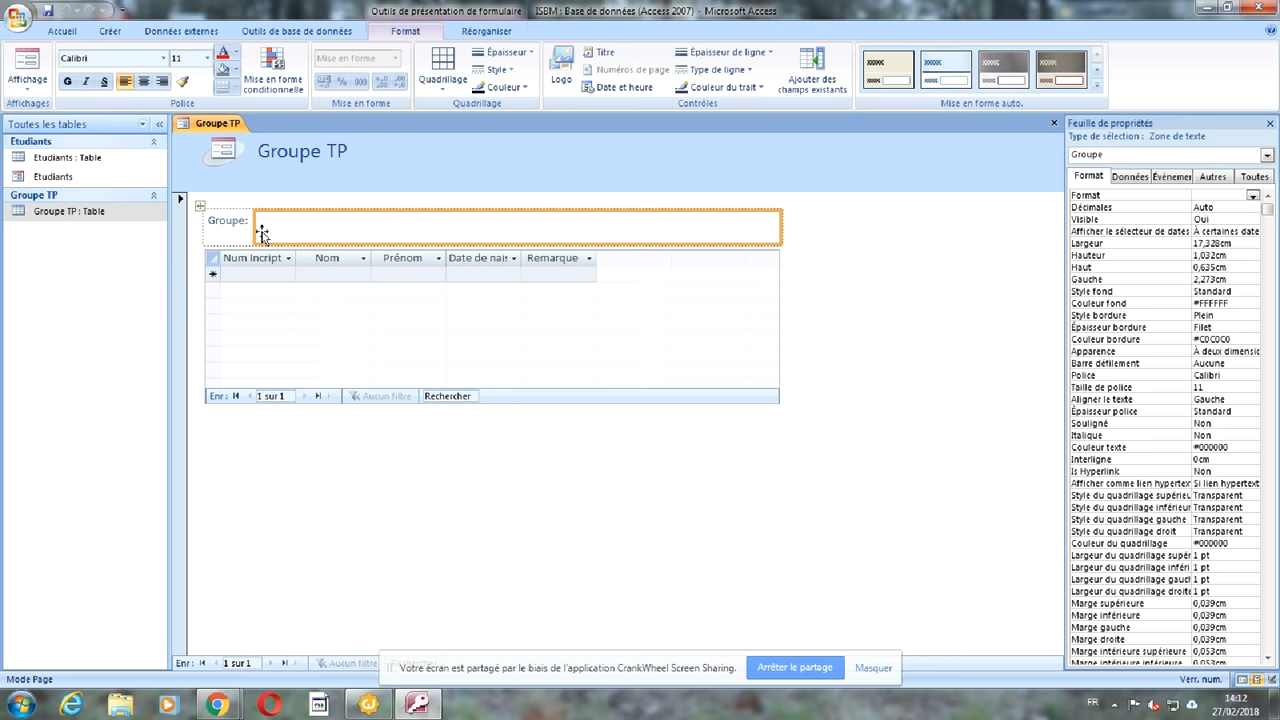 Outils de présentation de formulaire ISBM : Base de données (Access 2007) - Microsoft Access
Accueil Créer Données externes Outils de base de données Format Réorganiser
Calibri 11 Mise en forme Épaisseur Titre Épaisseur de ligne
G I S Style Numéros de page Type de ligne
Affichage Mise en forme conditionnelle % 000 Quadrillage Couleur Logo Date et heure Couleur du trait Ajouter des champs existants
Affichages Police Mise en forme Quadrillage Contrôles Mise en forme auto.
Toutes les tables
Etudiants
Etudiants : Table
Etudiants
Groupe TP
Groupe TP : Table
Groupe TP
Groupe TP
Groupe:
Num Incript Nom Prénom Date de nais Remarque
Enr : 1 sur 1 Aucun filtre Rechercher
Enr : 1 sur 1 Aucun filtre
Votre écran est partagé par le biais de l'application CrankWheel Screen Sharing. Arrêter le partage Masquer
Feuille de propriétés
Type de sélection : Zone de texte
Groupe
Format Données Événemer Autres Toutes
Format
Décimales Auto
Visible Oui
Afficher le sélecteur de dates À certaines date
Largeur 17,328cm
Hauteur 1,032cm
Haut 0,635cm
Gauche 2,273cm
Style fond Standard
Couleur fond #FFFFFF
Style bordure Plein
Épaisseur bordure Filet
Couleur bordure #C0C0C0
Apparence À deux dimensio
Barre défilement Aucune
Police Calibri
Taille de police 11
Aligner le texte Gauche
Épaisseur police Standard
Souligné Non
Italique Non
Couleur texte #000000
Interligne 0cm
Is Hyperlink Non
Afficher comme lien hypertex Si lien hypertext
Style du quadrillage supérieu Transparent
Style du quadrillage inférieur Transparent
Style du quadrillage gauche Transparent
Style du quadrillage droit Transparent
Couleur du quadrillage #000000
Largeur du quadrillage supér 1 pt
Largeur du quadrillage inféri 1 pt
Largeur du quadrillage gauc 1 pt
Largeur du quadrillage droite 1 pt
Marge supérieure 0,039cm
Marge inférieure 0,039cm
Marge gauche 0,039cm
Marge droite 0,039cm
Marge intérieure supérieure 0,053cm
Mode Page Verr. num.
FR 14:12
27/02/2018